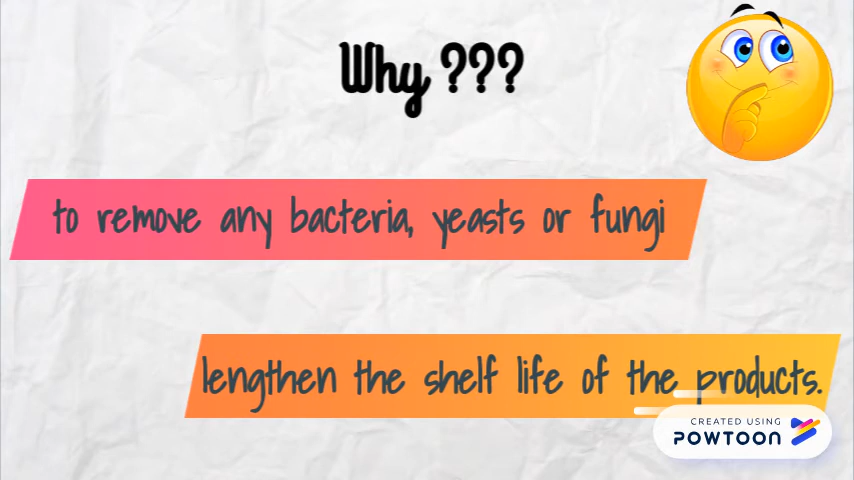 Why ???
to remove any bacteria, yeasts or fungi
lengthen the shelf life of the products.
CREATED USING
POWTOON